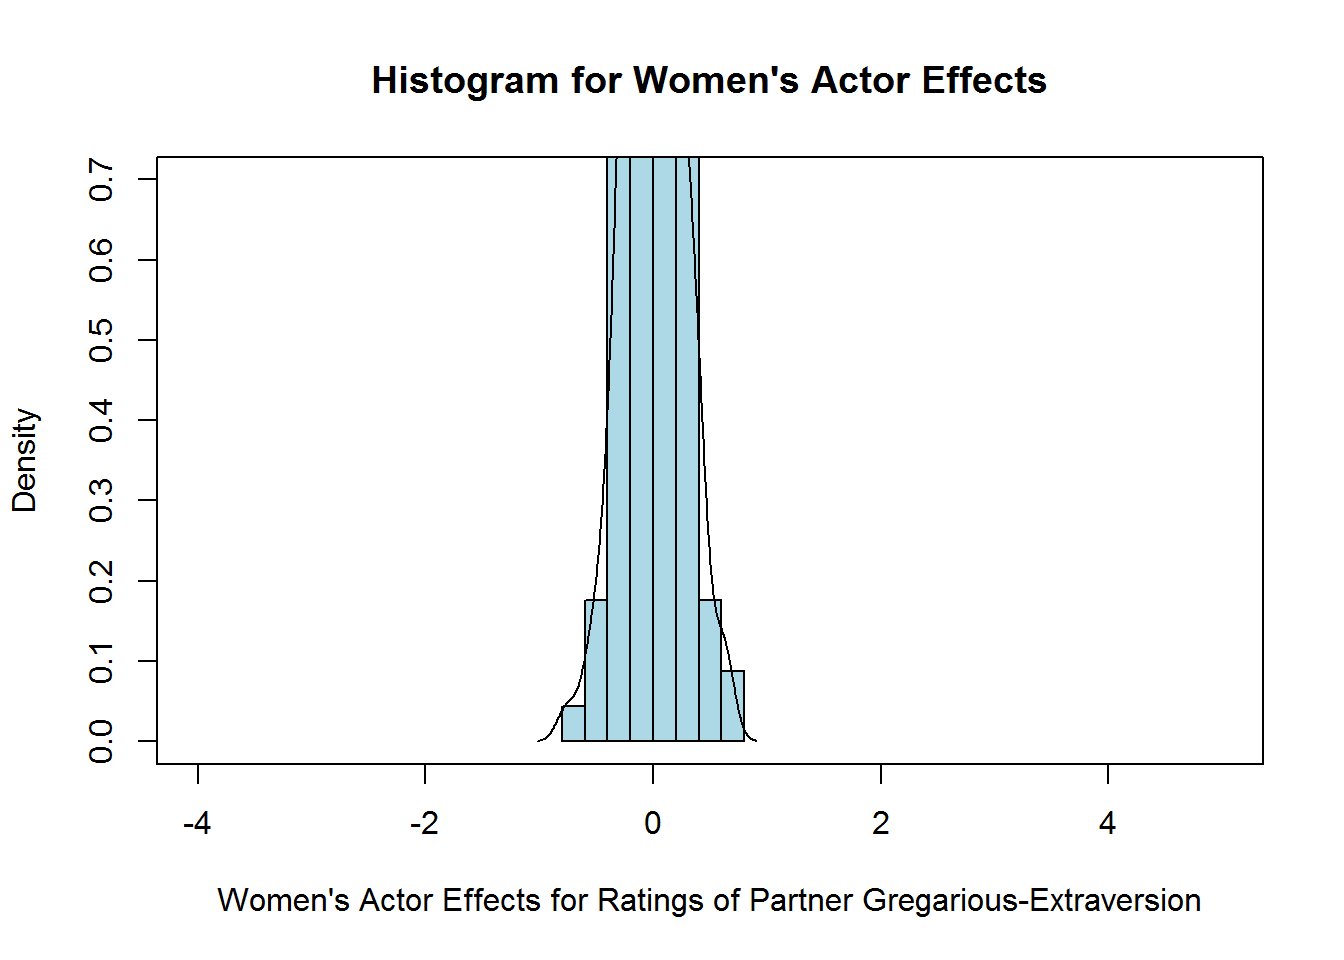 Histogram for Women's Actor Effects
Density
0.7
0.6
0.5
0.4
0.3
0.2
0.1
0.0
-4 -2 0 2 4
Women's Actor Effects for Ratings of Partner Gregarious-Extraversion